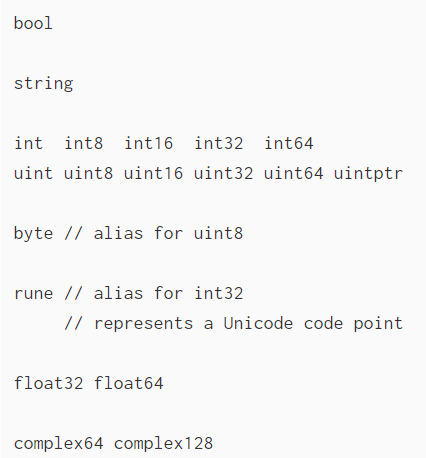 bool
string
int  int8  int16  int32  int64
uint uint8 uint16 uint32 uint64 uintptr
byte // alias for uint8
rune // alias for int32
     // represents a Unicode code point
float32 float64
complex64 complex128